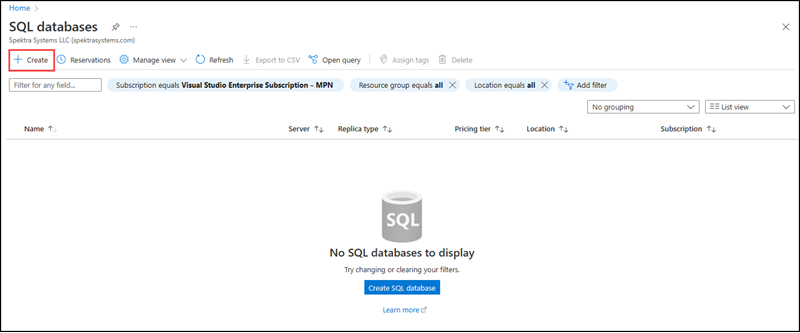 Home
SQL databases
Spektra Systems LLC (spektrasystems.com)
Create Reservations Manage view Refresh Export to CSV Open query Assign tags Delete
Filter for any field... Subscription equals Visual Studio Enterprise Subscription – MPN Resource group equals all Location equals all Add filter
No grouping List view
Name Server Replica type Pricing tier Location Subscription
SQL
No SQL databases to display
Try changing or clearing your filters.
Create SQL database
Learn more